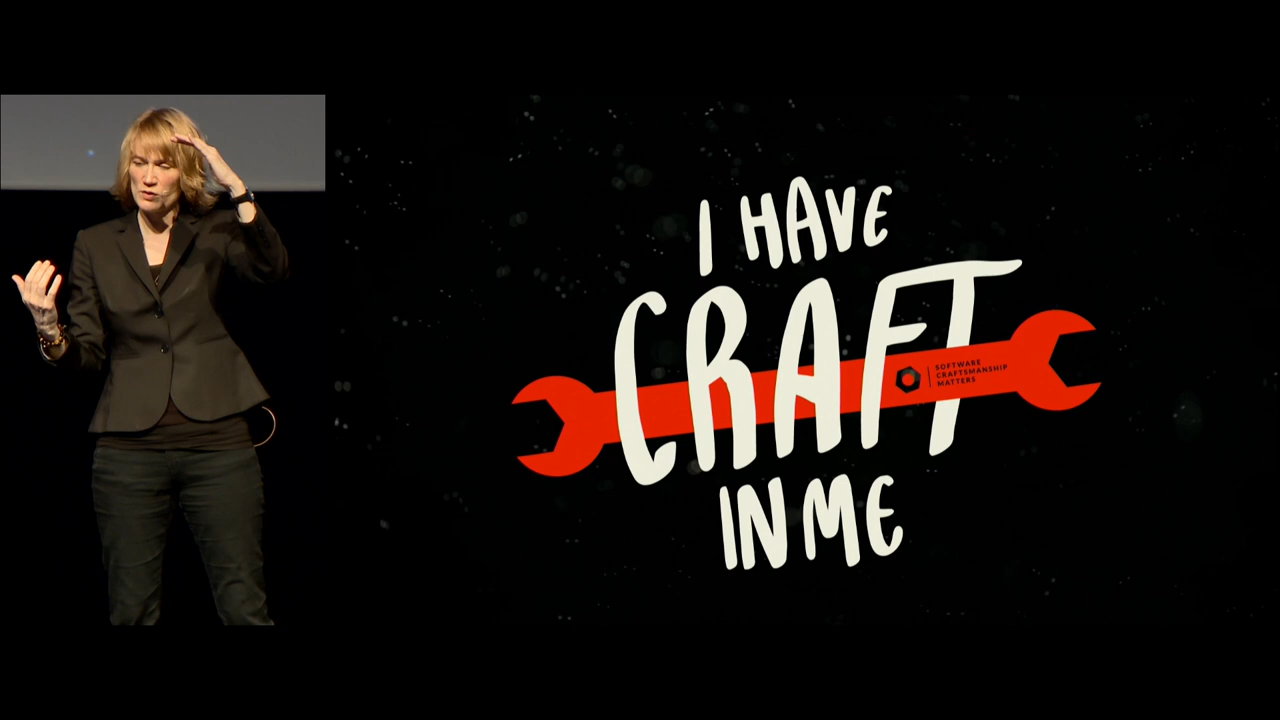 I HAVE
CRAFT
SOFTWARE
CRAFTSMANSHIP
MATTERS
IN ME